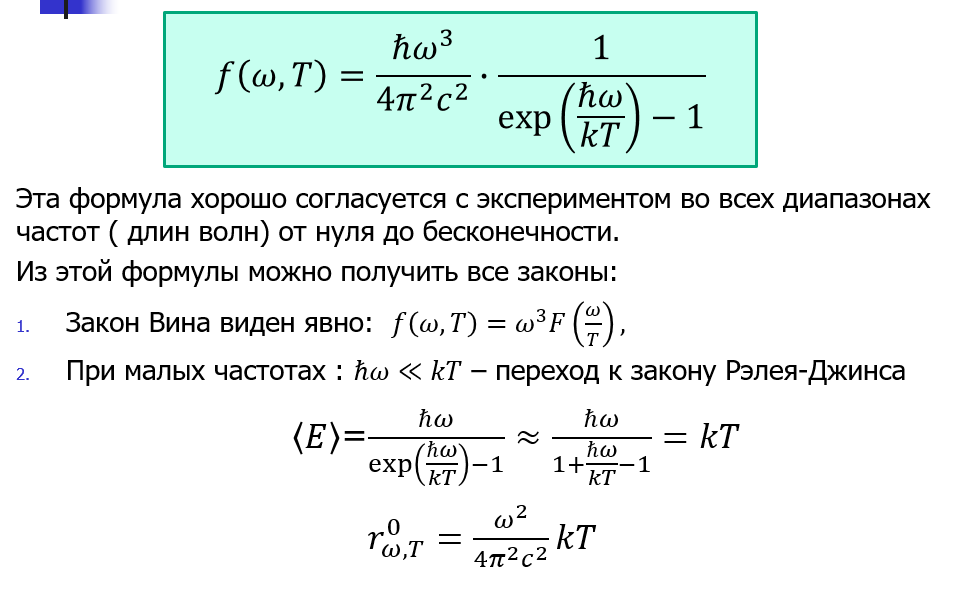 f(ω, T) = ħω³/(4π²c²) · 1/(exp(ħω/kT) − 1)
Эта формула хорошо согласуется с экспериментом во всех диапазонах
частот ( длин волн) от нуля до бесконечности.
Из этой формулы можно получить все законы:
1. Закон Вина виден явно: f(ω, T) = ω³F(ω/T),
2. При малых частотах : ħω ≪ kT – переход к закону Рэлея-Джинса
⟨E⟩=ħω/(exp(ħω/kT)−1) ≈ ħω/(1+ħω/kT−1) = kT
r⁰_ω,T = ω²/(4π²c²) kT